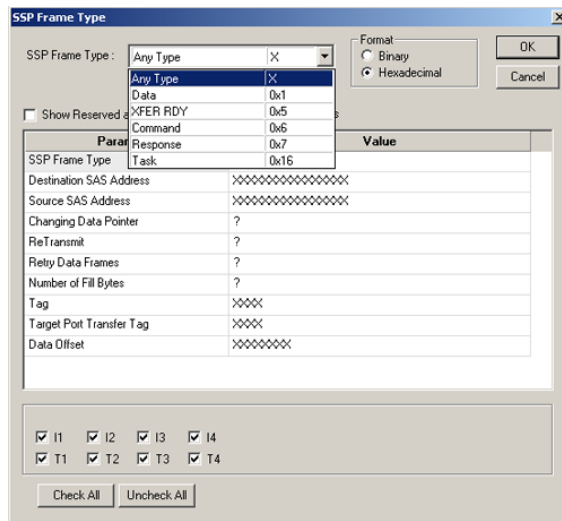 SSP Frame Type
SSP Frame Type : Any Type X
Format
Binary
Hexadecimal
OK
Cancel
Any Type X
Data 0x1
XFER RDY 0x5
Command 0x6
Response 0x7
Task 0x16
Show Reserved
Value
SSP Frame Type
Destination SAS Address XXXXXXXXXXXXXXXX
Source SAS Address XXXXXXXXXXXXXXXX
Changing Data Pointer ?
ReTransmit ?
Retry Data Frames ?
Number of Fill Bytes ?
Tag XXXX
Target Port Transfer Tag XXXX
Data Offset XXXXXXXX
I1 I2 I3 I4
T1 T2 T3 T4
Check All Uncheck All